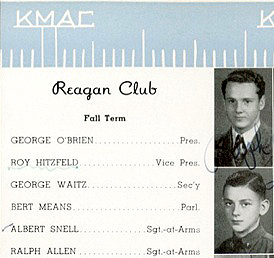 KMAC
K
Reagan Club
Fall Term
GEORGE O'BRIEN....................Pres.
ROY HITZFELD..................Vice Pres.
GEORGE WAITZ....................Sec'y
BERT MEANS........................Parl.
ALBERT SNELL..............Sgt.-at-Arms
RALPH ALLEN..............Sgt.-at-Arms